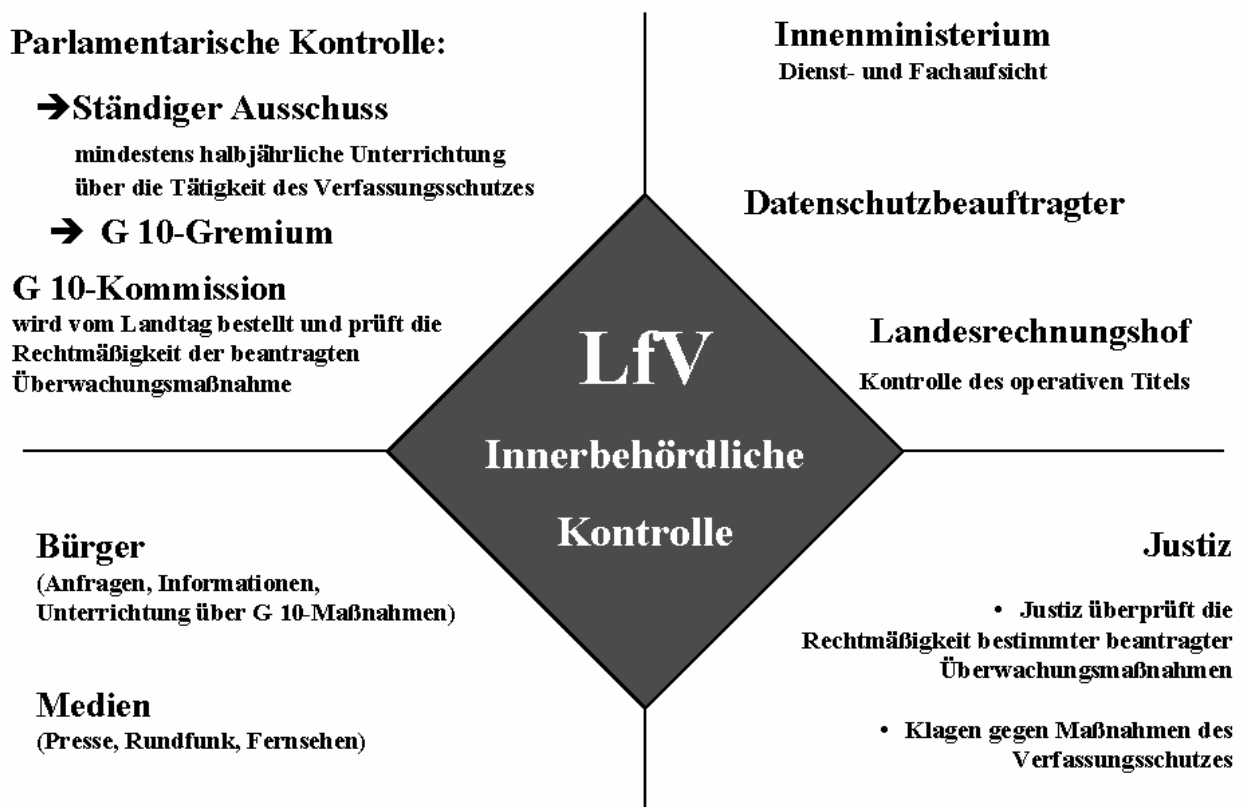 Parlamentarische Kontrolle:
➔Ständiger Ausschuss
mindestens halbjährliche Unterrichtung
über die Tätigkeit des Verfassungsschutzes
➔ G 10-Gremium
G 10-Kommission
wird vom Landtag bestellt und prüft die
Rechtmäßigkeit der beantragten
Überwachungsmaßnahme
Innenministerium
Dienst- und Fachaufsicht
Datenschutzbeauftragter
Landesrechnungshof
Kontrolle des operativen Titels
LfV
Innerbehördliche
Kontrolle
Bürger
(Anfragen, Informationen,
Unterrichtung über G 10-Maßnahmen)
Medien
(Presse, Rundfunk, Fernsehen)
Justiz
• Justiz überprüft die
Rechtmäßigkeit bestimmter beantragter
Überwachungsmaßnahmen
• Klagen gegen Maßnahmen des
Verfassungsschutzes